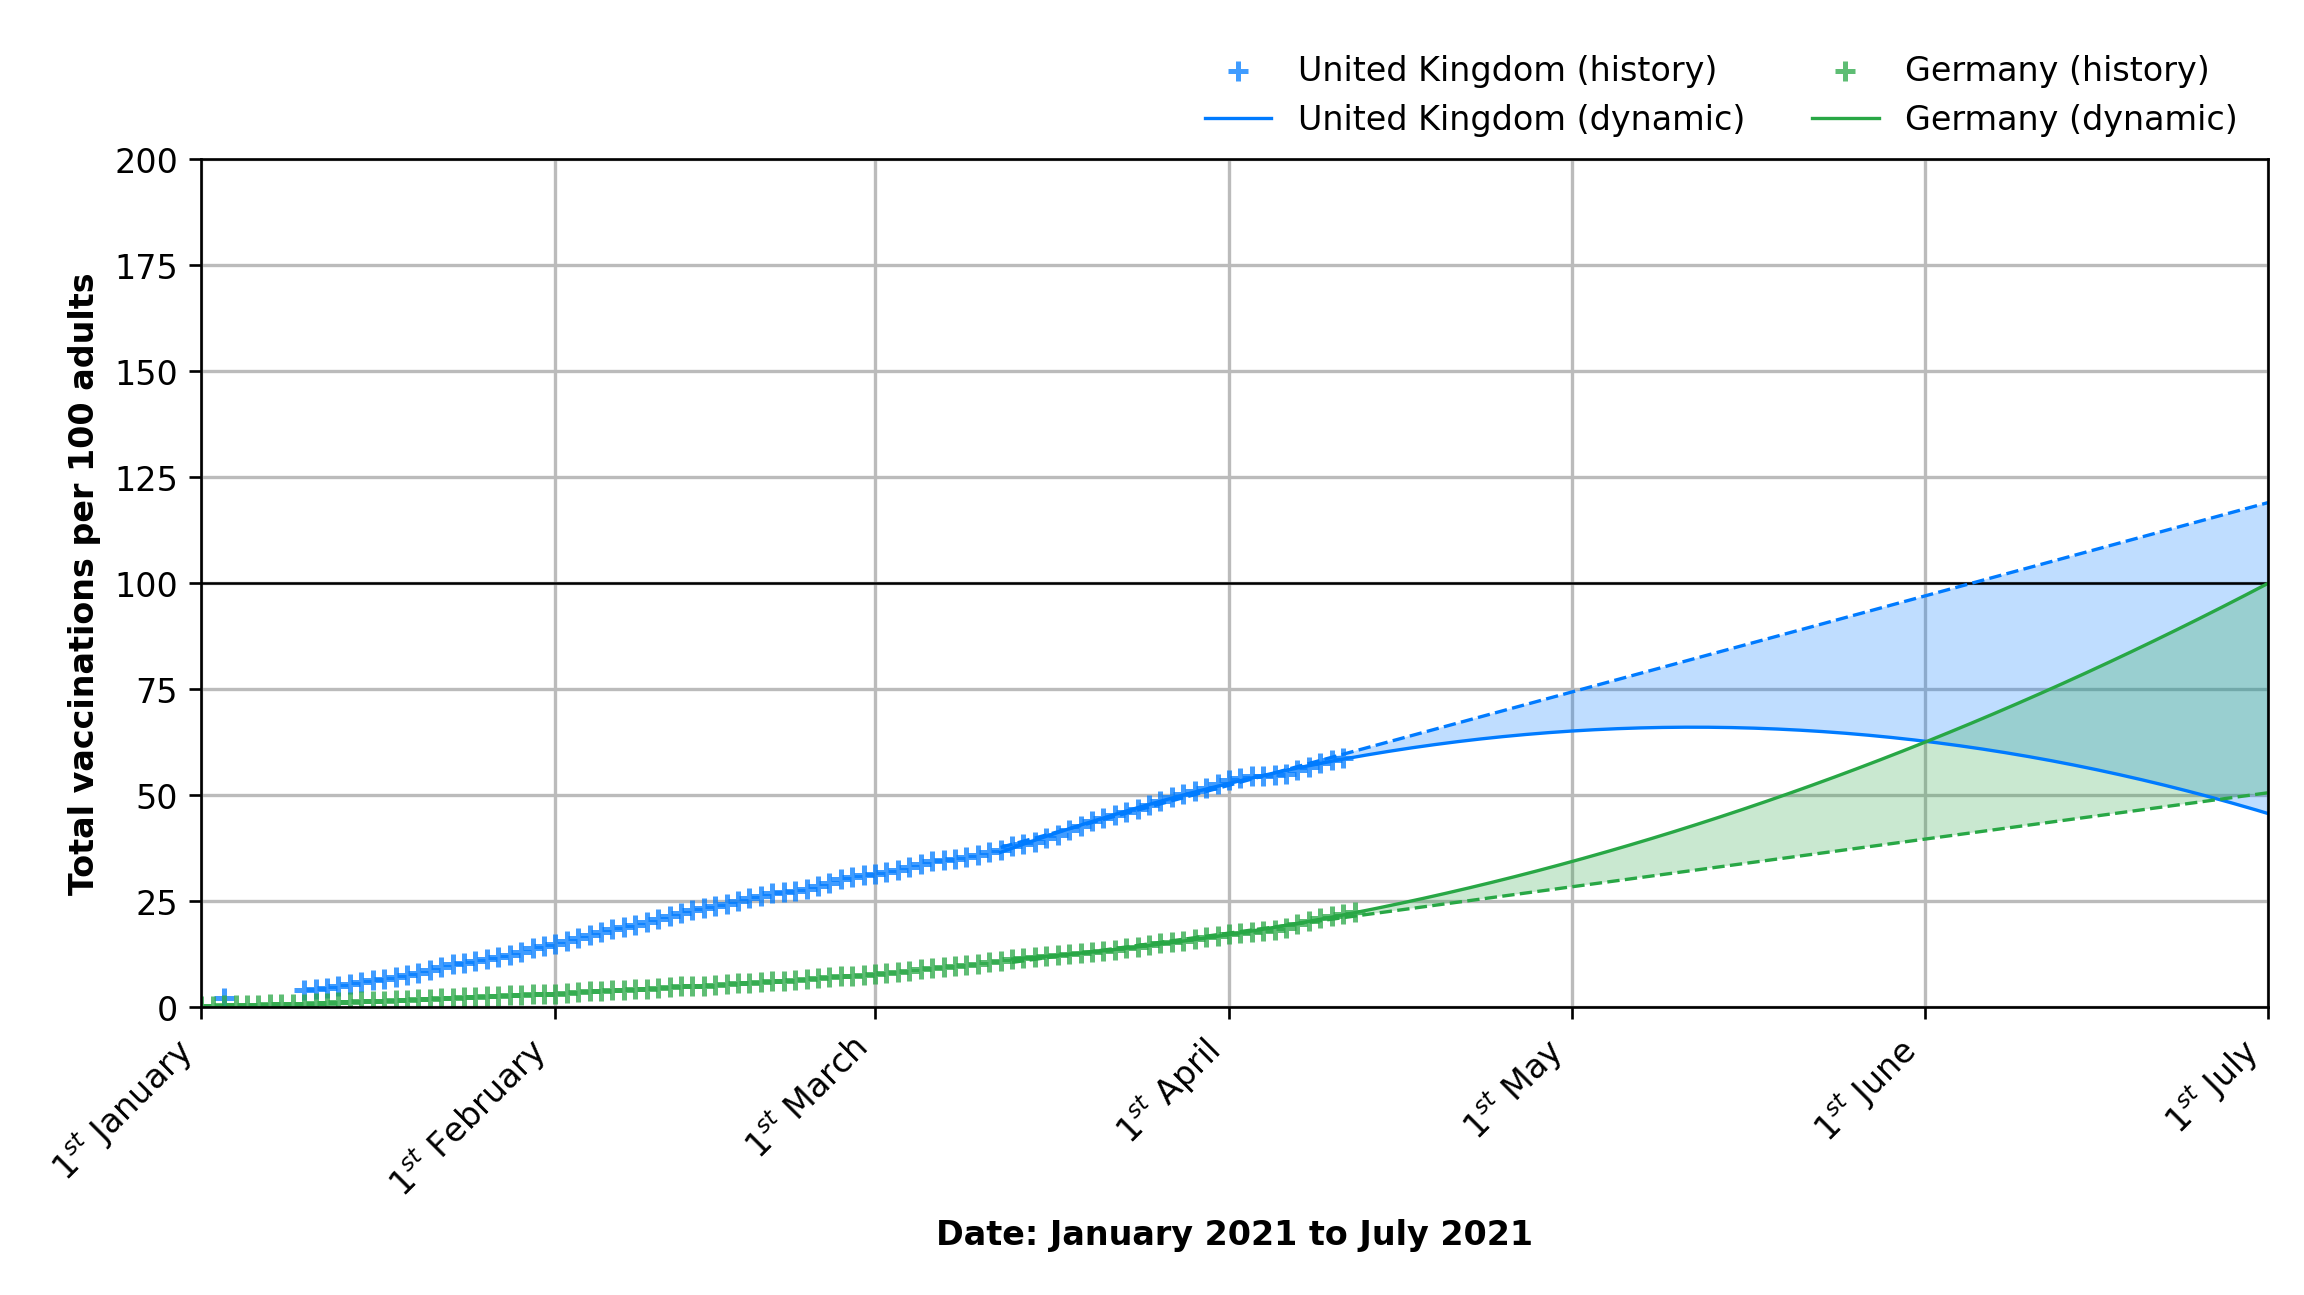 United Kingdom (history)
United Kingdom (dynamic)
Germany (history)
Germany (dynamic)
Total vaccinations per 100 adults
200
175
150
125
100
75
50
25
0
1st January
1st February
1st March
1st April
1st May
1st June
1st July
Date: January 2021 to July 2021